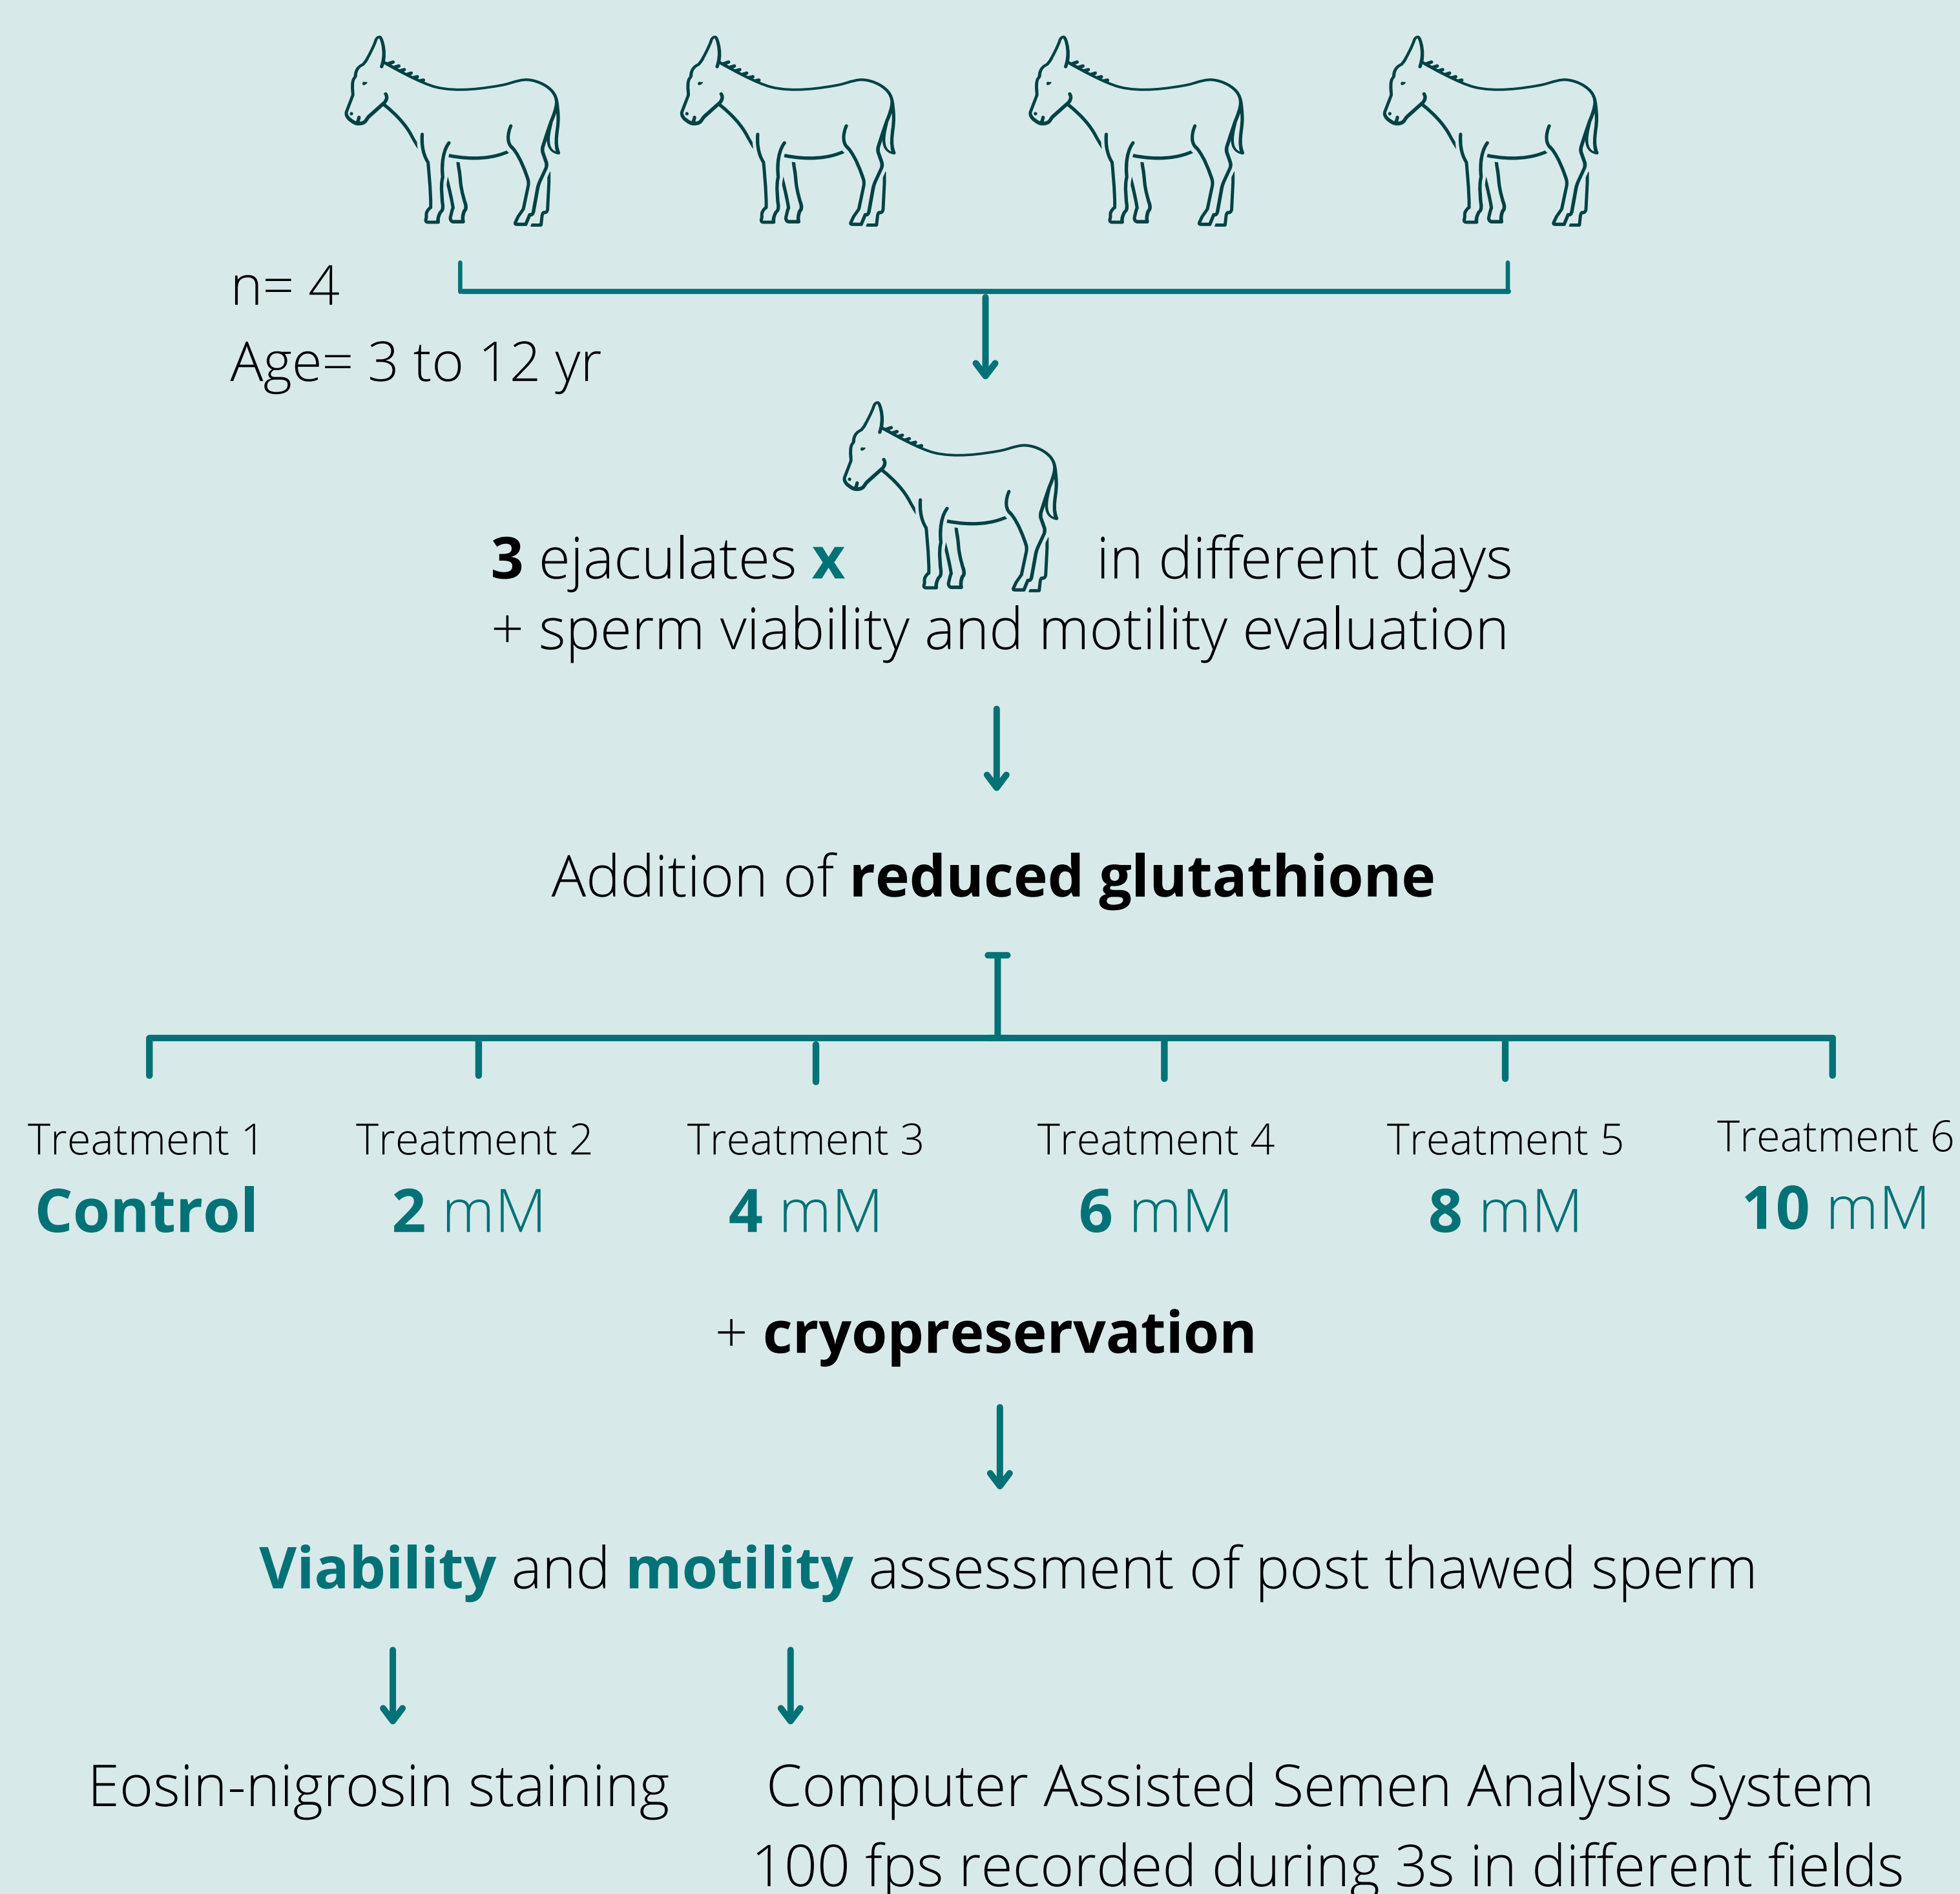 n= 4
Age= 3 to 12 yr
3 ejaculates x in different days
+ sperm viability and motility evaluation
Addition of reduced glutathione
Treatment 1 Treatment 2 Treatment 3 Treatment 4 Treatment 5 Treatment 6
Control 2 mM 4 mM 6 mM 8 mM 10 mM
+ cryopreservation
Viability and motility assessment of post thawed sperm
Eosin-nigrosin staining Computer Assisted Semen Analysis System
100 fps recorded during 3s in different fields